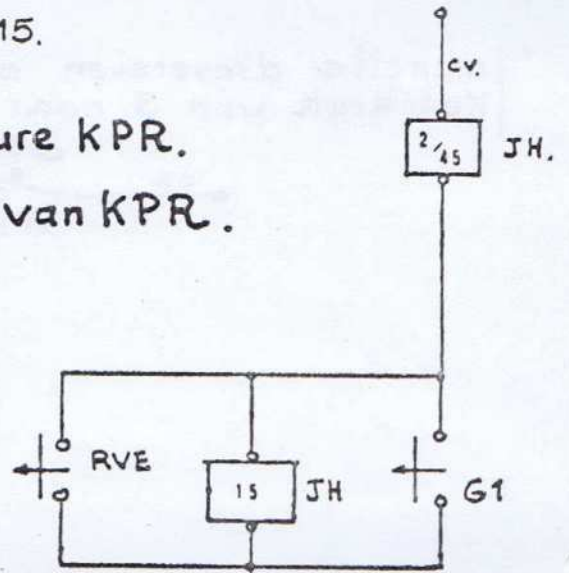 15.
cv.
2/45 JH.
ure KPR.
van KPR.
RVE
15 JH
G1